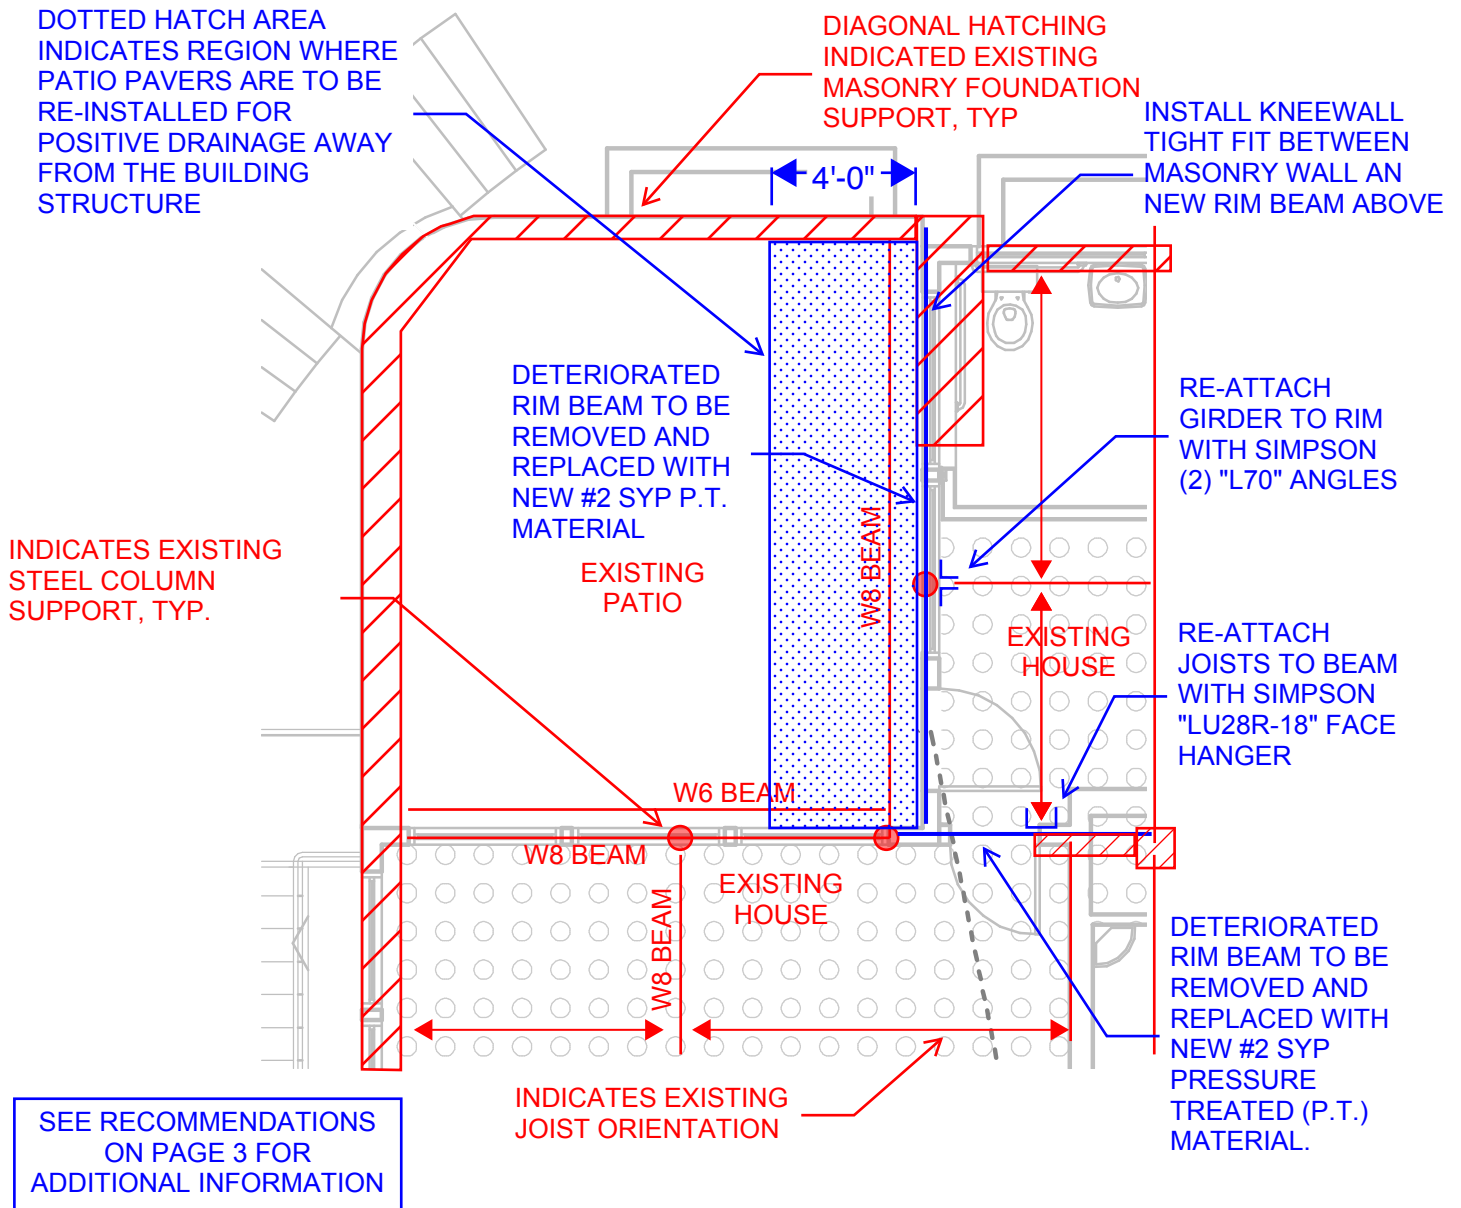 DOTTED HATCH AREA
INDICATES REGION WHERE
PATIO PAVERS ARE TO BE
RE-INSTALLED FOR
POSITIVE DRAINAGE AWAY
FROM THE BUILDING
STRUCTURE
DIAGONAL HATCHING
INDICATED EXISTING
MASONRY FOUNDATION
SUPPORT, TYP
INSTALL KNEEWALL
TIGHT FIT BETWEEN
MASONRY WALL AN
NEW RIM BEAM ABOVE
4'-0"
DETERIORATED
RIM BEAM TO BE
REMOVED AND
REPLACED WITH
NEW #2 SYP P.T.
MATERIAL
RE-ATTACH
GIRDER TO RIM
WITH SIMPSON
(2) "L70" ANGLES
INDICATES EXISTING
STEEL COLUMN
SUPPORT, TYP.
EXISTING
PATIO
W8 BEAM
EXISTING
HOUSE
RE-ATTACH
JOISTS TO BEAM
WITH SIMPSON
"LU28R-18" FACE
HANGER
W6 BEAM
W8 BEAM
W8 BEAM
EXISTING
HOUSE
DETERIORATED
RIM BEAM TO BE
REMOVED AND
REPLACED WITH
NEW #2 SYP
PRESSURE
TREATED (P.T.)
MATERIAL.
INDICATES EXISTING
JOIST ORIENTATION
SEE RECOMMENDATIONS
ON PAGE 3 FOR
ADDITIONAL INFORMATION